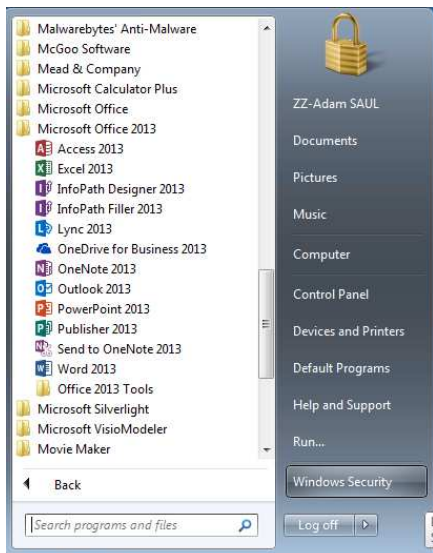 Malwarebytes' Anti-Malware
McGoo Software
Mead & Company
Microsoft Calculator Plus
Microsoft Office
Microsoft Office 2013
Access 2013
Excel 2013
InfoPath Designer 2013
InfoPath Filler 2013
Lync 2013
OneDrive for Business 2013
OneNote 2013
Outlook 2013
PowerPoint 2013
Publisher 2013
Send to OneNote 2013
Word 2013
Office 2013 Tools
Microsoft Silverlight
Microsoft VisioModeler
Movie Maker
Back
Search programs and files
ZZ-Adam SAUL
Documents
Pictures
Music
Computer
Control Panel
Devices and Printers
Default Programs
Help and Support
Run...
Windows Security
Log off